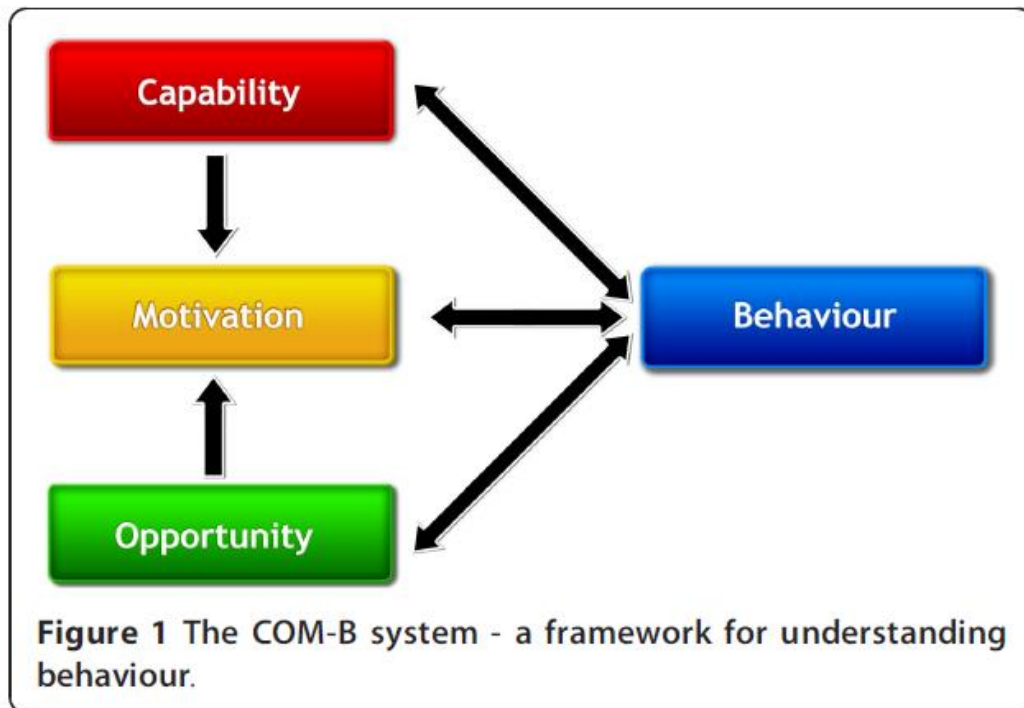 Capability
Motivation
Behaviour
Opportunity
Figure 1 The COM-B system - a framework for understanding
behaviour.